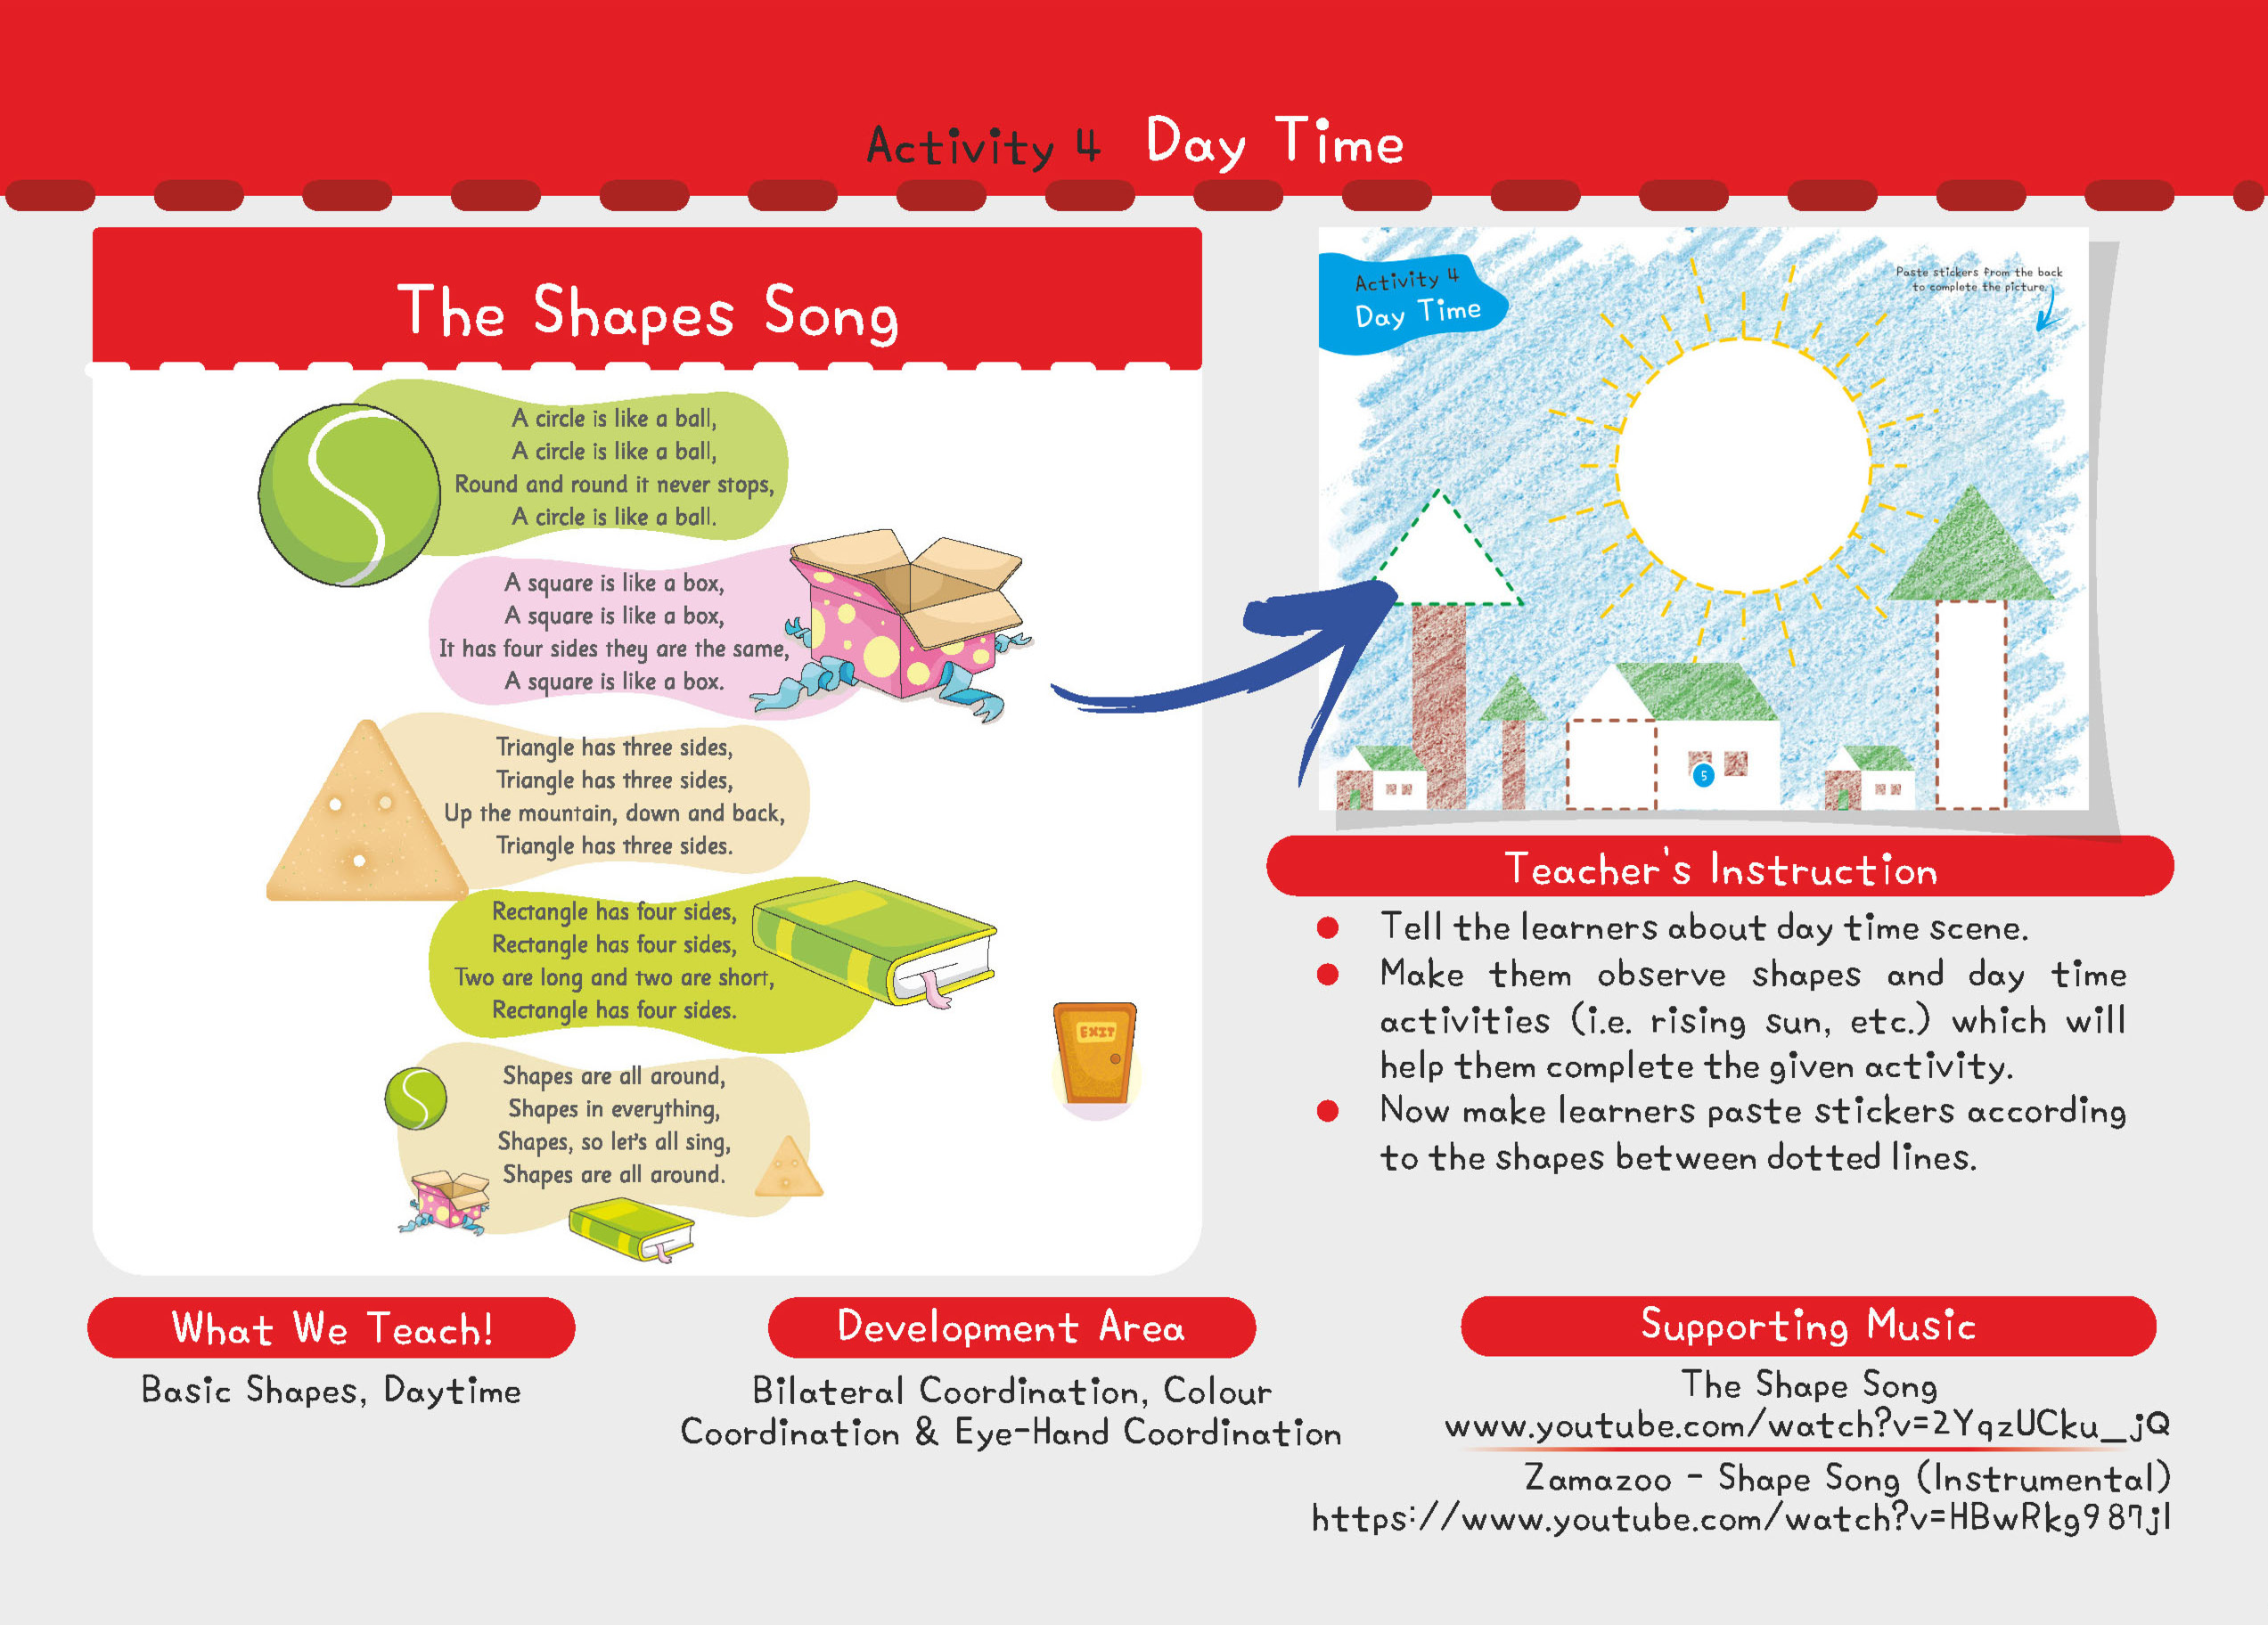 Activity 4 Day Time
The Shapes Song
A circle is like a ball,
A circle is like a ball,
Round and round it never stops,
A circle is like a ball.
A square is like a box,
A square is like a box,
It has four sides they are the same,
A square is like a box.
Triangle has three sides,
Triangle has three sides,
Up the mountain, down and back,
Triangle has three sides.
Rectangle has four sides,
Rectangle has four sides,
Two are long and two are short,
Rectangle has four sides.
EXIT
Shapes are all around,
Shapes in everything,
Shapes, so let's all sing,
Shapes are all around.
Activity 4
Day Time
Paste stickers from the back
to complete the picture.
5
Teacher's Instruction
Tell the learners about day time scene.
Make them observe shapes and day time
activities (i.e. rising sun, etc.) which will
help them complete the given activity.
Now make learners paste stickers according
to the shapes between dotted lines.
What We Teach!
Basic Shapes, Daytime
Development Area
Bilateral Coordination, Colour
Coordination & Eye-Hand Coordination
Supporting Music
The Shape Song
www.youtube.com/watch?v=2YqzUCku_jQ
Zamazoo - Shape Song (Instrumental)
https://www.youtube.com/watch?v=HBwRkg987jl